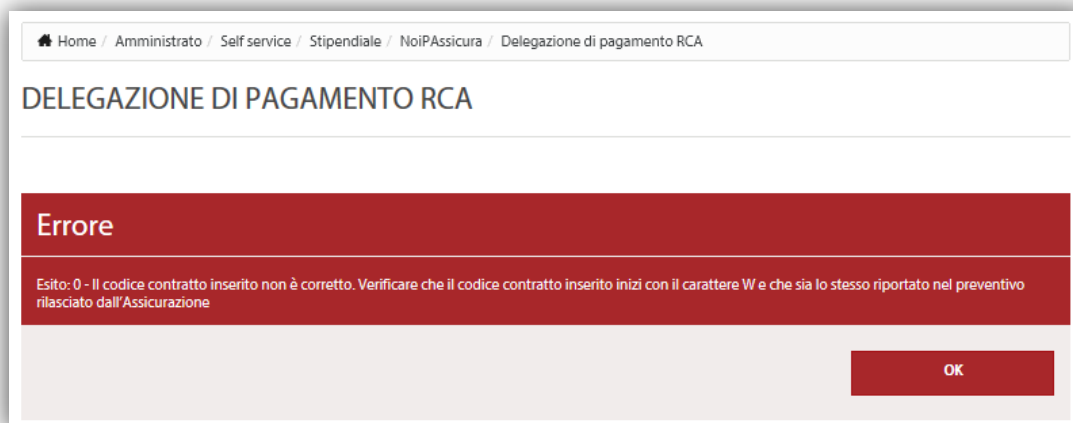 Home / Amministrato / Self service / Stipendiale / NoiPAssicura / Delegazione di pagamento RCA
DELEGAZIONE DI PAGAMENTO RCA
Errore
Esito: 0 - Il codice contratto inserito non è corretto. Verificare che il codice contratto inserito inizi con il carattere W e che sia lo stesso riportato nel preventivo
rilasciato dall'Assicurazione
OK